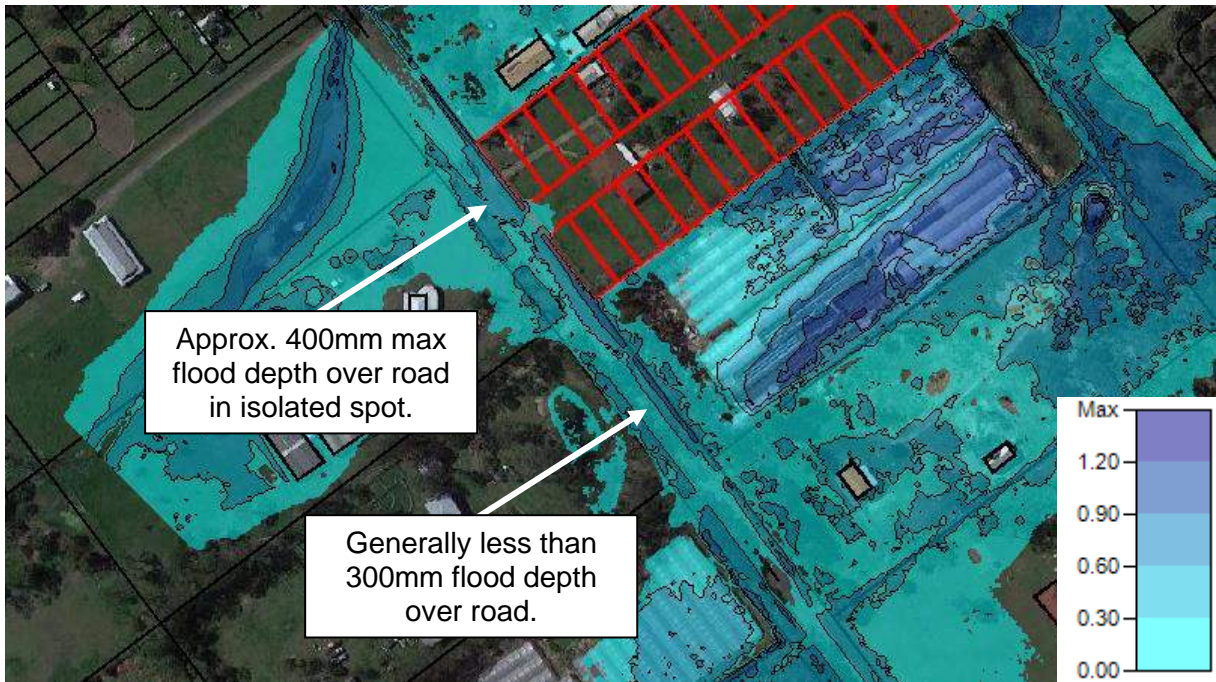 Approx. 400mm max
flood depth over road
in isolated spot.
Generally less than
300mm flood depth
over road.
Max
1.20
0.90
0.60
0.30
0.00